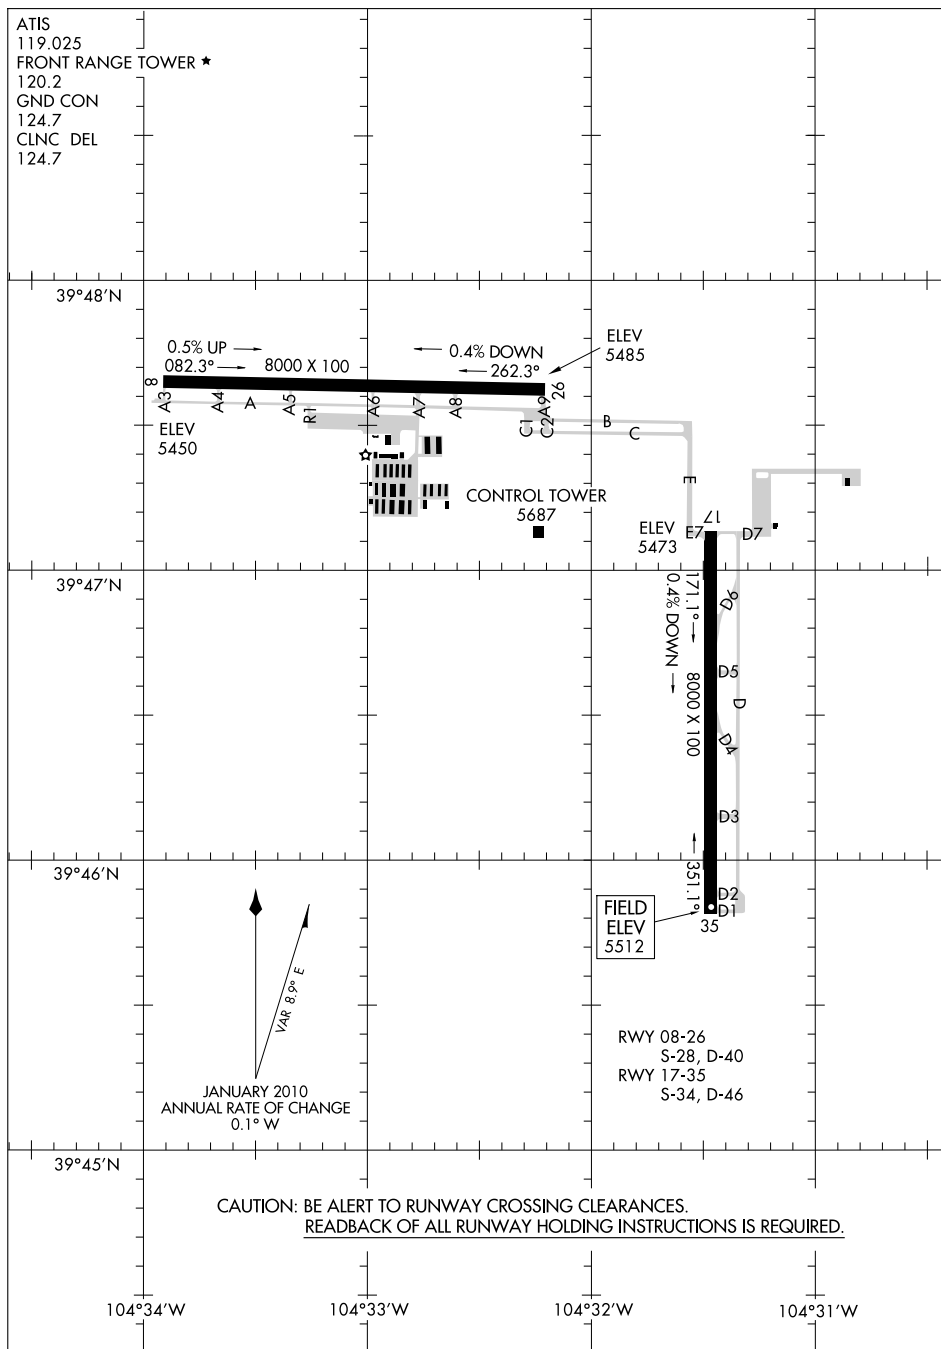 ATIS
119.025
FRONT RANGE TOWER ★
120.2
GND CON
124.7
CLNC DEL
124.7
39°48'N
0.5% UP
082.3°
8000 X 100
0.4% DOWN
262.3°
ELEV
5485
8
26
A3
A4
A
A5
R1
A6
A7
A8
A9
C1
C2
B
C
E
ELEV
5450
CONTROL TOWER
5687
ELEV
5473
E7
17
D7
39°47'N
171.1°
0.4% DOWN
8000 X 100
D6
D5
D
D4
D3
39°46'N
351.1°
D2
D1
35
FIELD
ELEV
5512
VAR 8.9° E
JANUARY 2010
ANNUAL RATE OF CHANGE
0.1° W
RWY 08-26
S-28, D-40
RWY 17-35
S-34, D-46
39°45'N
CAUTION: BE ALERT TO RUNWAY CROSSING CLEARANCES.
READBACK OF ALL RUNWAY HOLDING INSTRUCTIONS IS REQUIRED.
104°34'W
104°33'W
104°32'W
104°31'W